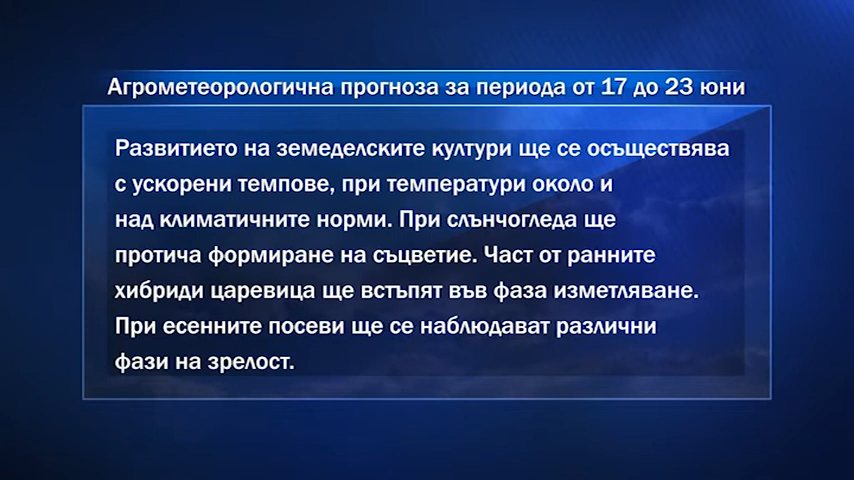 Агрометеорологична прогноза за периода от 17 до 23 юни
Развитието на земеделските култури ще се осъществява
с ускорени темпове, при температури около и
над климатичните норми. При слънчогледа ще
протича формиране на съцветие. Част от ранните
хибриди царевица ще встъпят във фаза изметляване.
При есенните посеви ще се наблюдават различни
фази на зрелост.